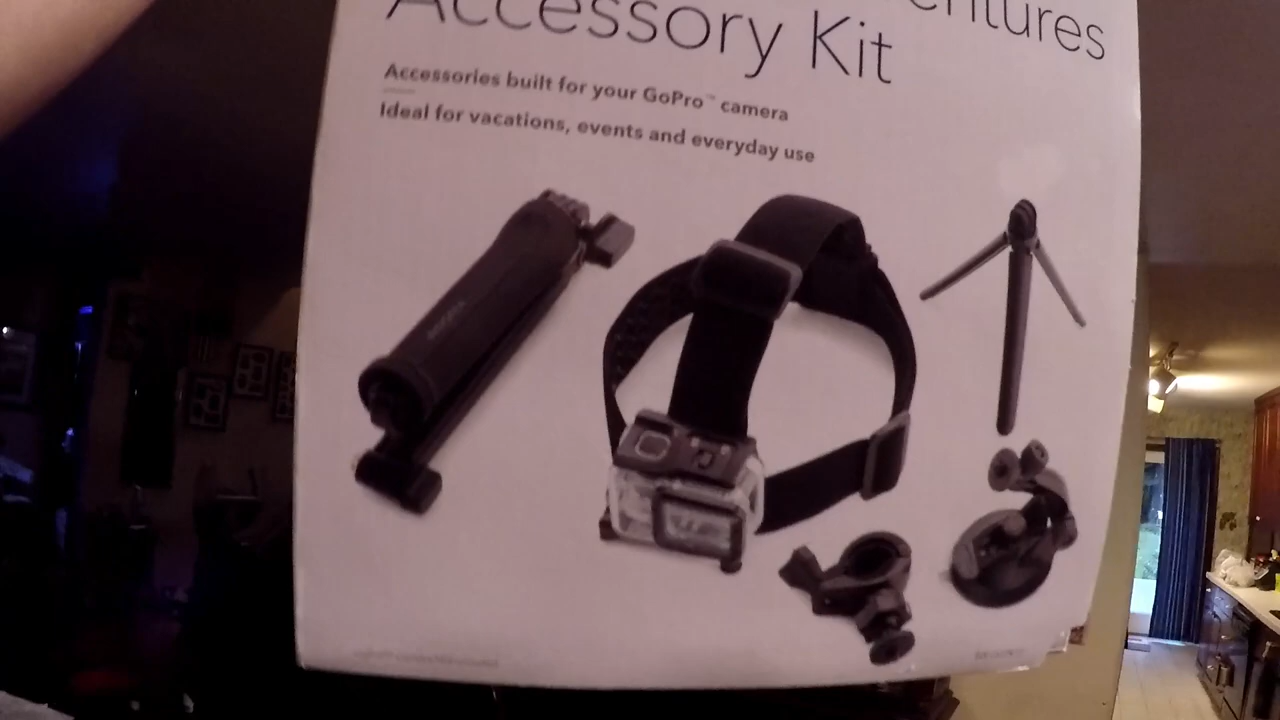 Accessory Kit
Accessories built for your GoPro™ camera
Ideal for vacations, events and everyday use